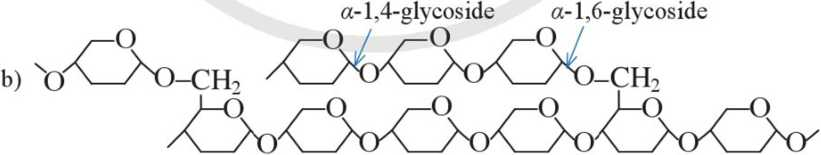 α-1,4-glycoside α-1,6-glycoside
O O O O
b) O O–CH₂ O O O–CH₂
O O O O O O
O O O O O O